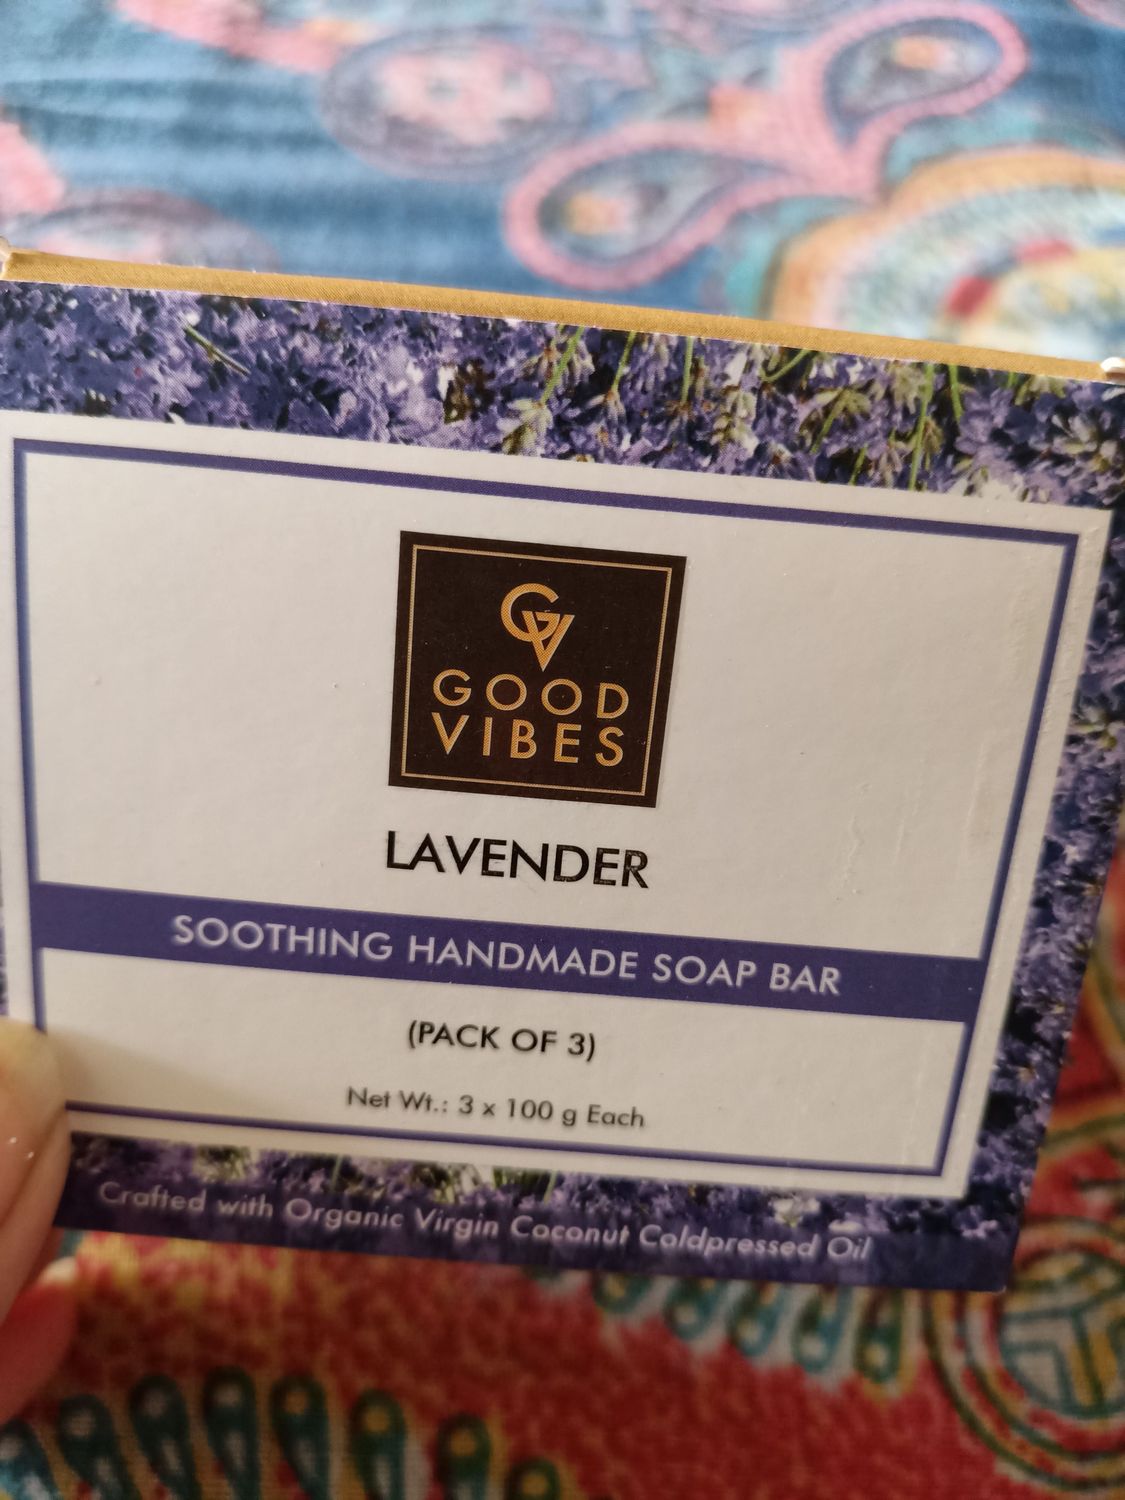 GV
GOOD
VIBES
LAVENDER
SOOTHING HANDMADE SOAP BAR
(PACK OF 3)
Net Wt.: 3 x 100 g Each
Crafted with Organic Virgin Coconut Coldpressed Oil